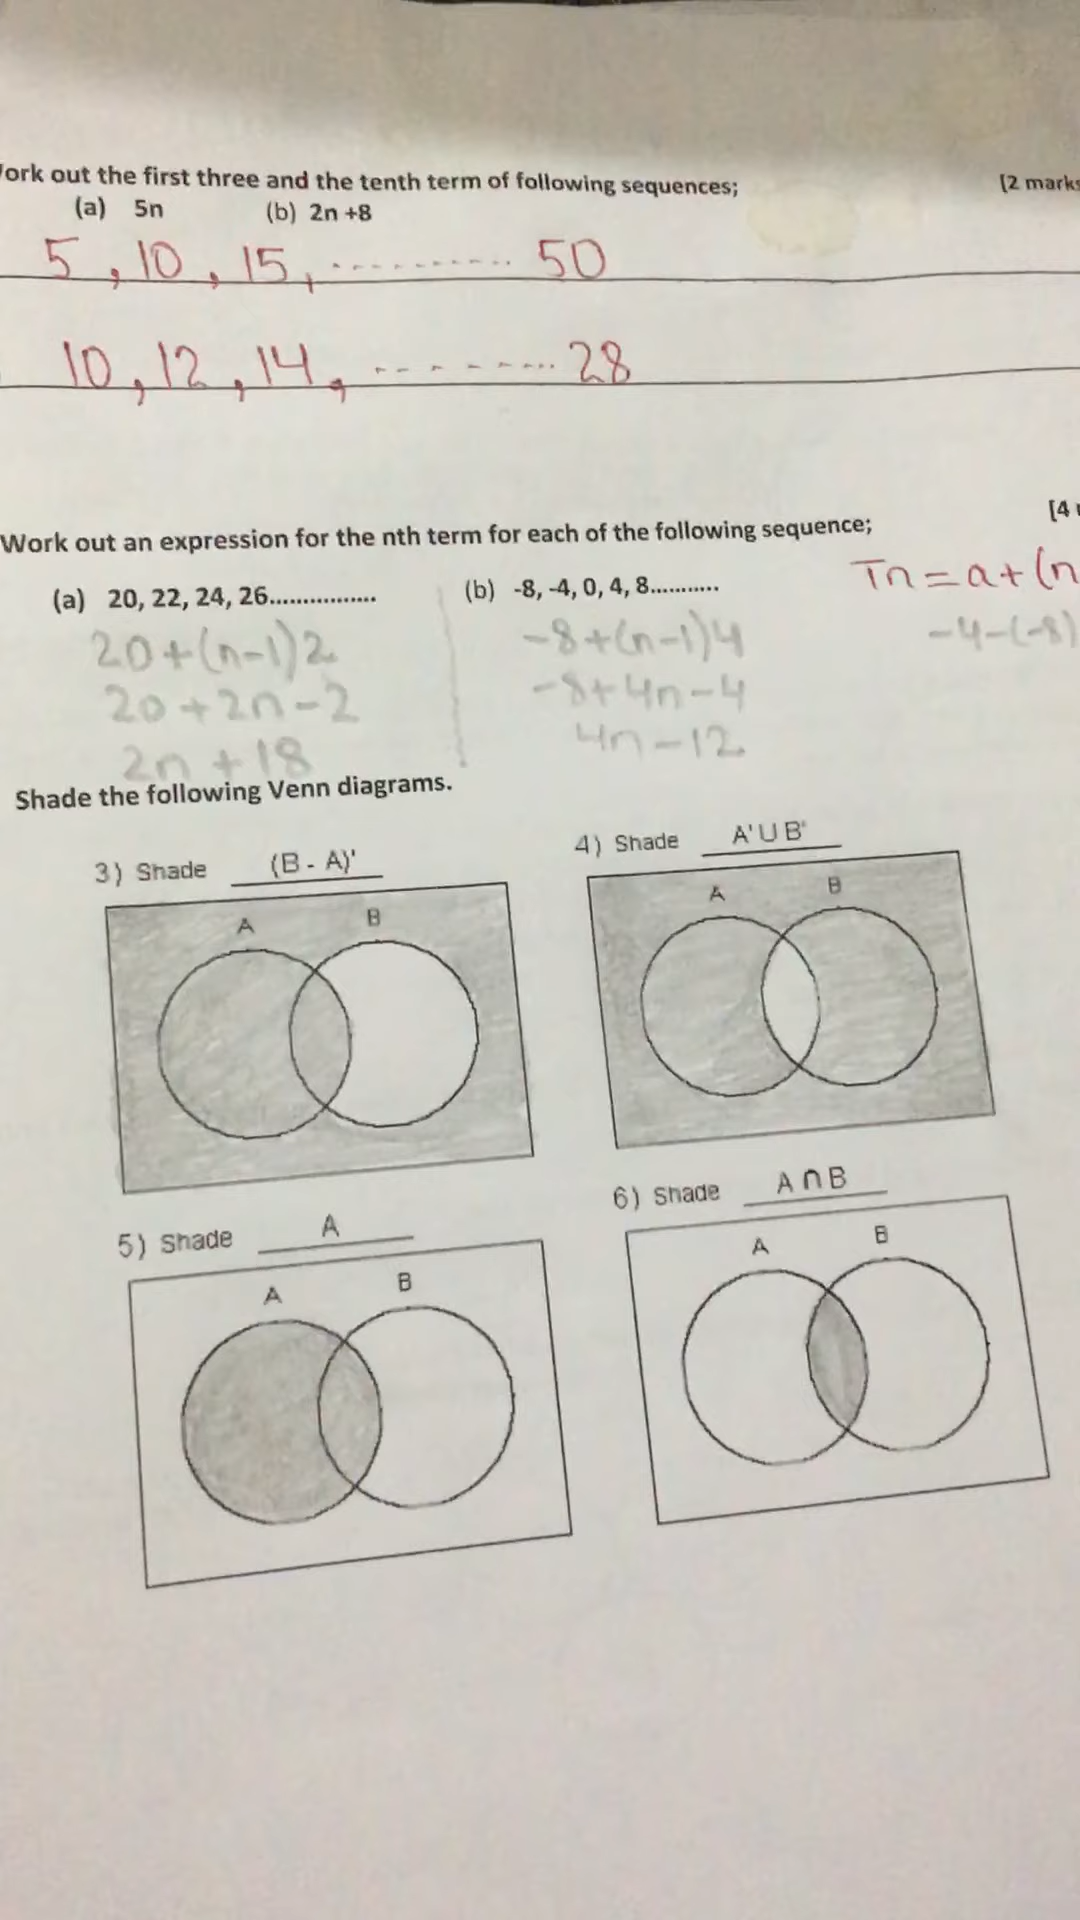 ork out the first three and the tenth term of following sequences; [2 marks
(a) 5n (b) 2n +8
5, 10, 15, .......... 50
10, 12, 14, .......... 28
[4
Work out an expression for the nth term for each of the following sequence;
(a) 20, 22, 24, 26................ (b) -8, -4, 0, 4, 8........... Tn = a + (n
20+(n-1)2 -8+(n-1)4 -4-(-8)
20+2n-2 -8+4n-4
2n+18 4n-12
Shade the following Venn diagrams.
3) Shade (B - A)' 4) Shade A'∪B'
A B A B
5) Shade A 6) Shade A∩B
A B A B